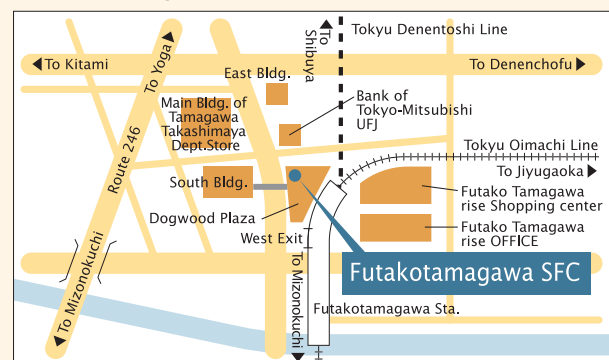 To
Shibuya
Tokyu Denentoshi Line
To Kitami
To Yoga
To Denenchofu
East Bldg.
Main Bldg. of
Tamagawa
Takashimaya
Dept.Store
Bank of
Tokyo-Mitsubishi
UFJ
Route 246
Tokyu Oimachi Line
To Jiyugaoka
South Bldg.
Futako Tamagawa
rise Shopping center
Dogwood Plaza
Futako Tamagawa
rise OFFICE
West Exit
Futakotamagawa SFC
To Mizonokuchi
To Mizonokuchi
Futakotamagawa Sta.